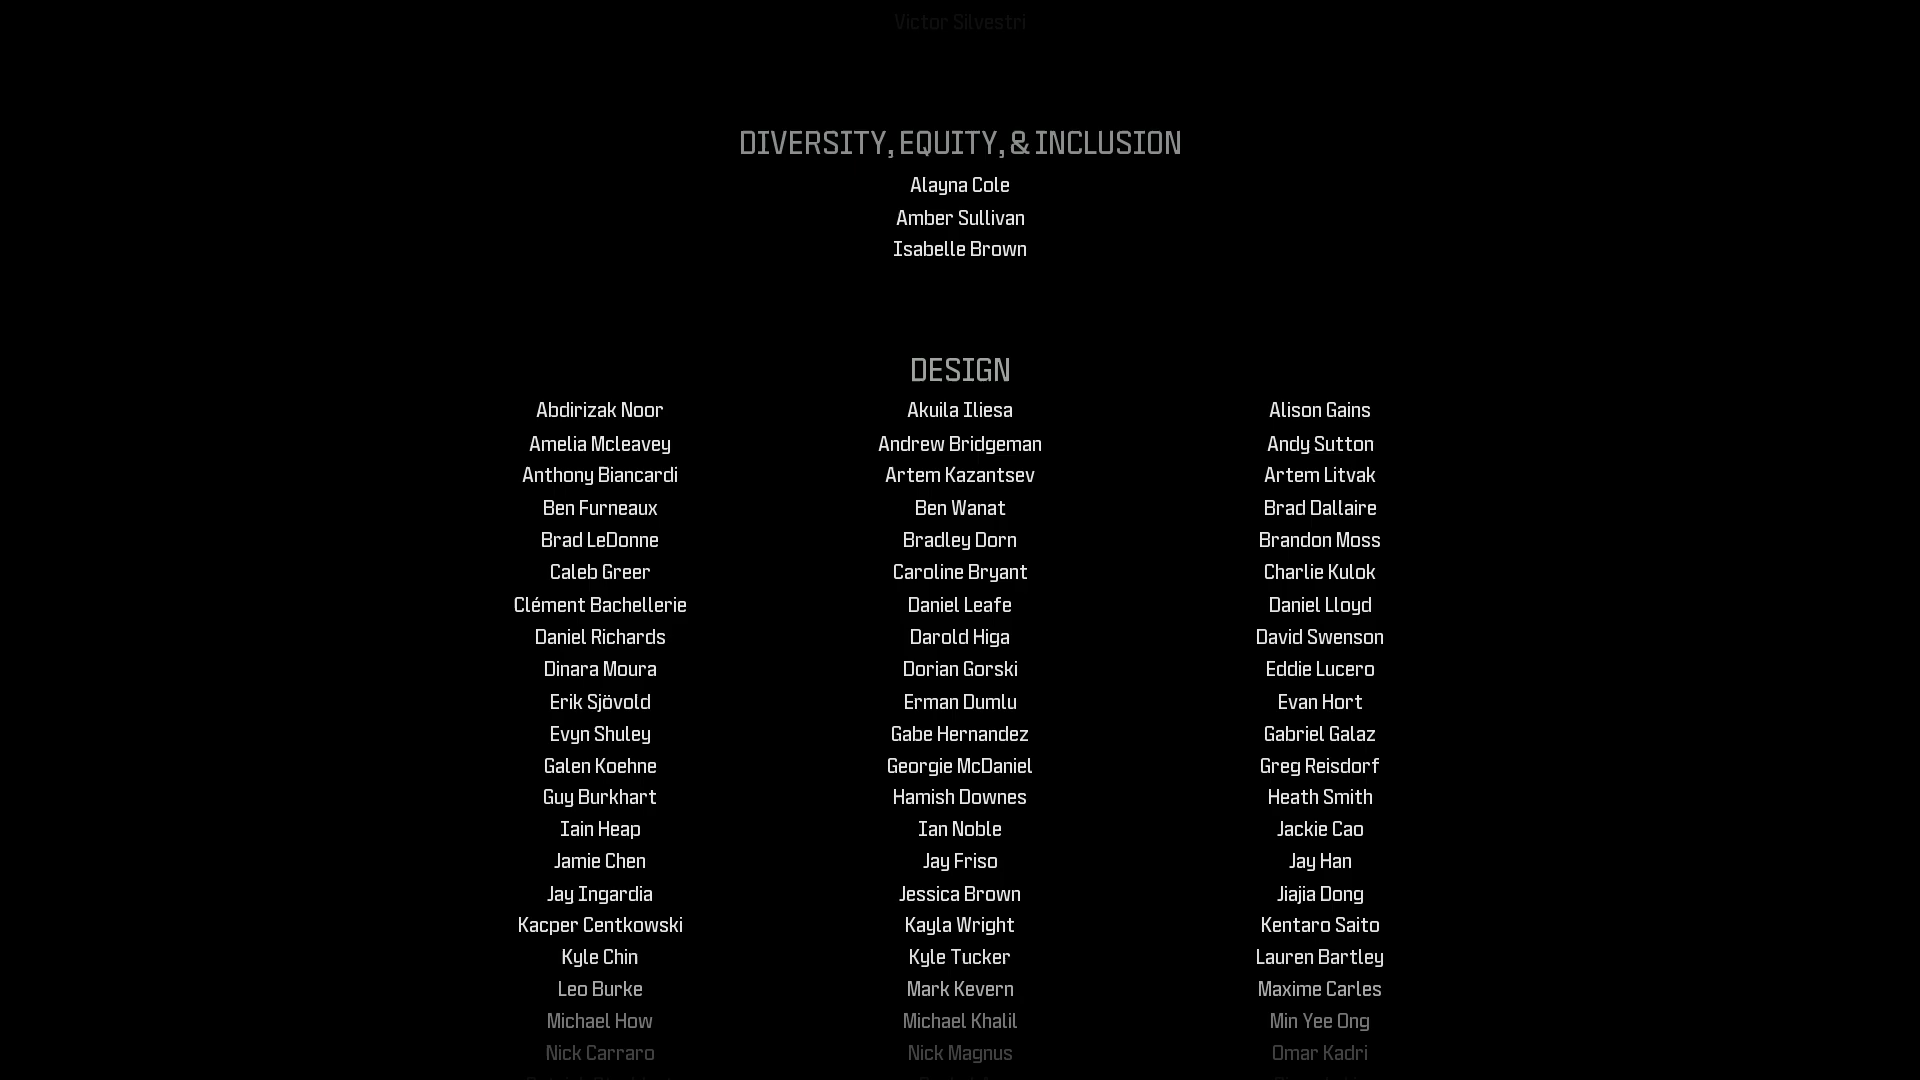 Victor Silvestri
DIVERSITY, EQUITY, & INCLUSION
Alayna Cole
Amber Sullivan
Isabelle Brown
DESIGN
Abdirizak Noor Akuila Iliesa Alison Gains
Amelia Mcleavey Andrew Bridgeman Andy Sutton
Anthony Biancardi Artem Kazantsev Artem Litvak
Ben Furneaux Ben Wanat Brad Dallaire
Brad LeDonne Bradley Dorn Brandon Moss
Caleb Greer Caroline Bryant Charlie Kulok
Clément Bachellerie Daniel Leafe Daniel Lloyd
Daniel Richards Darold Higa David Swenson
Dinara Moura Dorian Gorski Eddie Lucero
Erik Sjövold Erman Dumlu Evan Hort
Evyn Shuley Gabe Hernandez Gabriel Galaz
Galen Koehne Georgie McDaniel Greg Reisdorf
Guy Burkhart Hamish Downes Heath Smith
Iain Heap Ian Noble Jackie Cao
Jamie Chen Jay Friso Jay Han
Jay Ingardia Jessica Brown Jiajia Dong
Kacper Centkowski Kayla Wright Kentaro Saito
Kyle Chin Kyle Tucker Lauren Bartley
Leo Burke Mark Kevern Maxime Carles
Michael How Michael Khalil Min Yee Ong
Nick Carraro Nick Magnus Omar Kadri